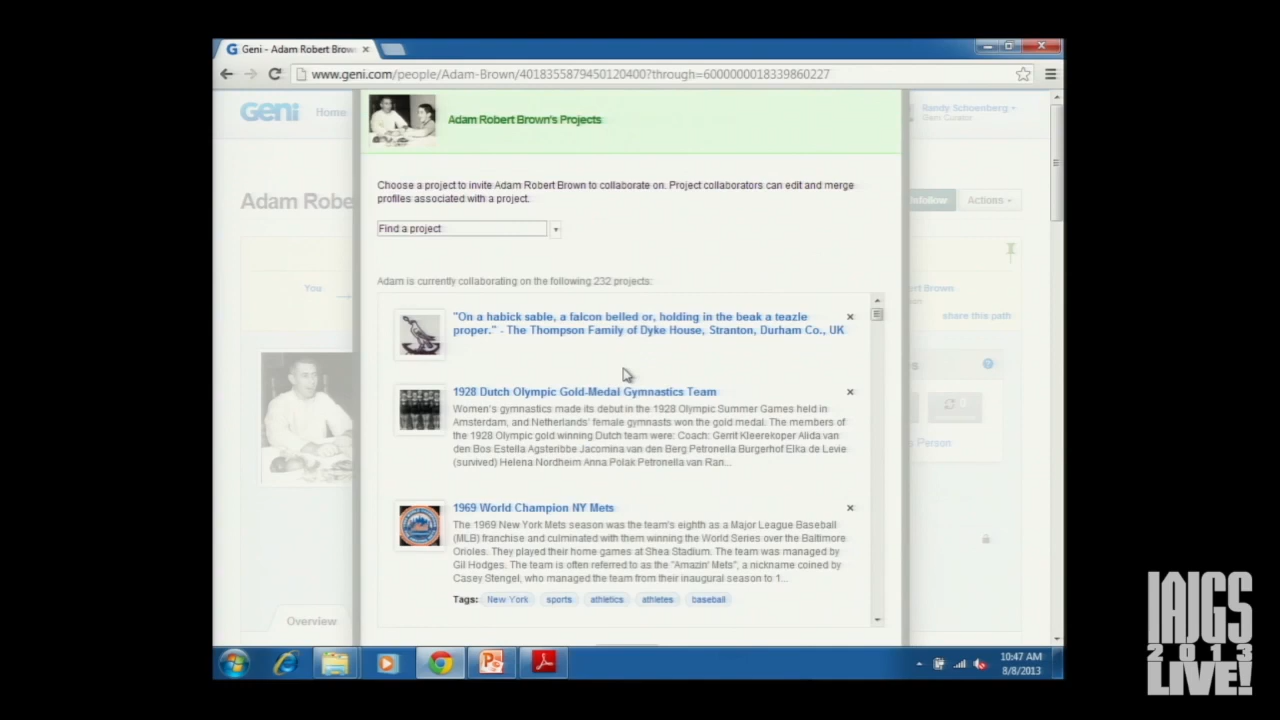 Geni - Adam Robert Brow
www.geni.com/people/Adam-Brown/4018355879450120400?through=6000000018339860227
Geni
Home
Randy Schoenberg
Geni Curator
Adam Robert Brown's Projects
Adam Robe
Actions
Choose a project to invite Adam Robert Brown to collaborate on. Project collaborators can edit and merge
profiles associated with a project.
Find a project
You
rt Brown
share this path
Adam is currently collaborating on the following 232 projects:
"On a habick sable, a falcon belled or, holding in the beak a teazle
proper." - The Thompson Family of Dyke House, Stranton, Durham Co., UK
1928 Dutch Olympic Gold-Medal Gymnastics Team
Women's gymnastics made its debut in the 1928 Olympic Summer Games held in
Amsterdam, and Netherlands' female gymnasts won the gold medal. The members of
the 1928 Olympic gold winning Dutch team were: Coach: Gerrit Kleerekoper Alida van
den Bos Estella Agsteribbe Jacomina van den Berg Petronella Burgerhof Elka de Levie
(survived) Helena Nordheim Anna Polak Petronella van Ran...
s Person:
1969 World Champion NY Mets
The 1969 New York Mets season was the team's eighth as a Major League Baseball
(MLB) franchise and culminated with them winning the World Series over the Baltimore
Orioles. They played their home games at Shea Stadium. The team was managed by
Gil Hodges. The team is often referred to as the "Amazin' Mets", a nickname coined by
Casey Stengel, who managed the team from their inaugural season to 1...
Tags: New York sports athletics athletes baseball
Overview
10:47 AM
8/8/2013
IAJGS
2013
LIVE!